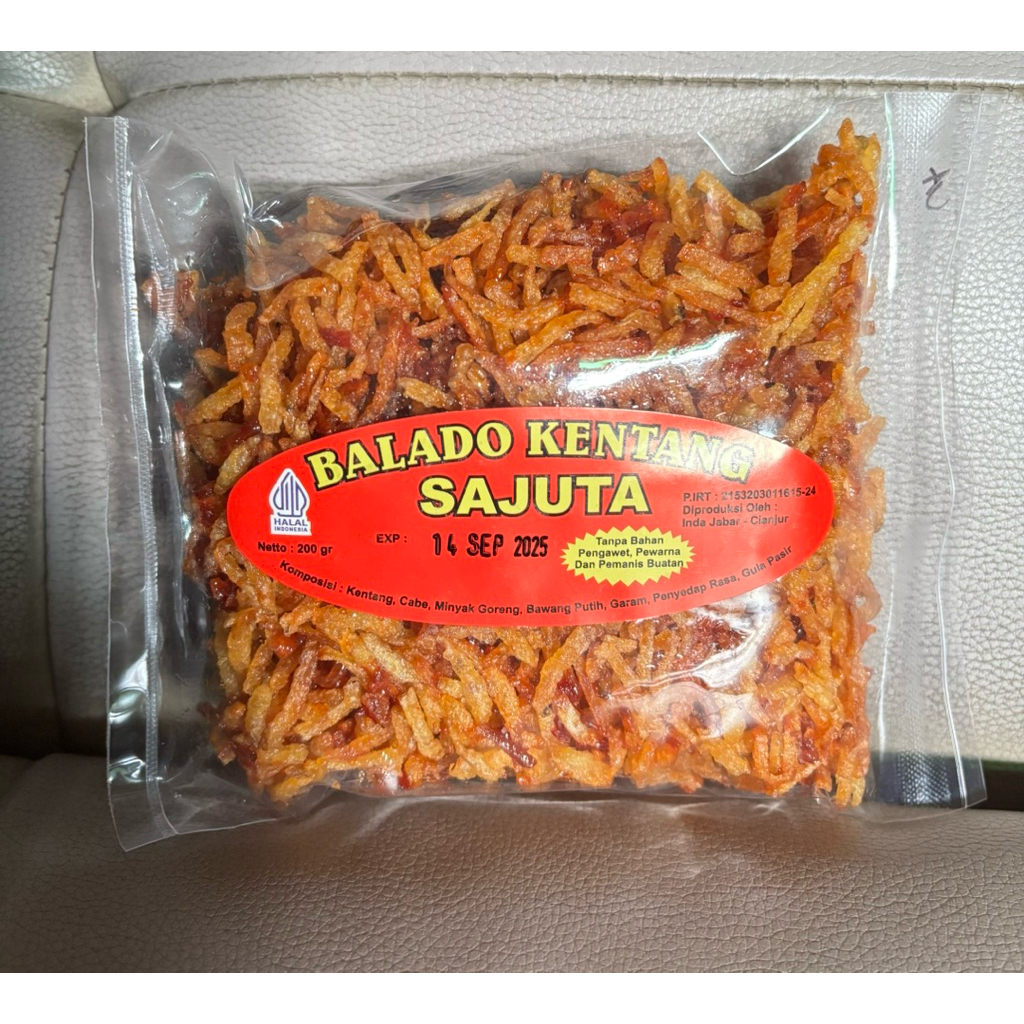 BALADO KENTANG
SAJUTA
HALAL
INDONESIA
P.IRT : 2153203011615-24
Diproduksi Oleh :
Inda Jabar - Cianjur
Netto : 200 gr
EXP : 14 SEP 2025
Tanpa Bahan
Pengawet, Pewarna
Dan Pemanis Buatan
Komposisi : Kentang, Cabe, Minyak Goreng, Bawang Putih, Garam, Penyedap Rasa, Gula Pasir